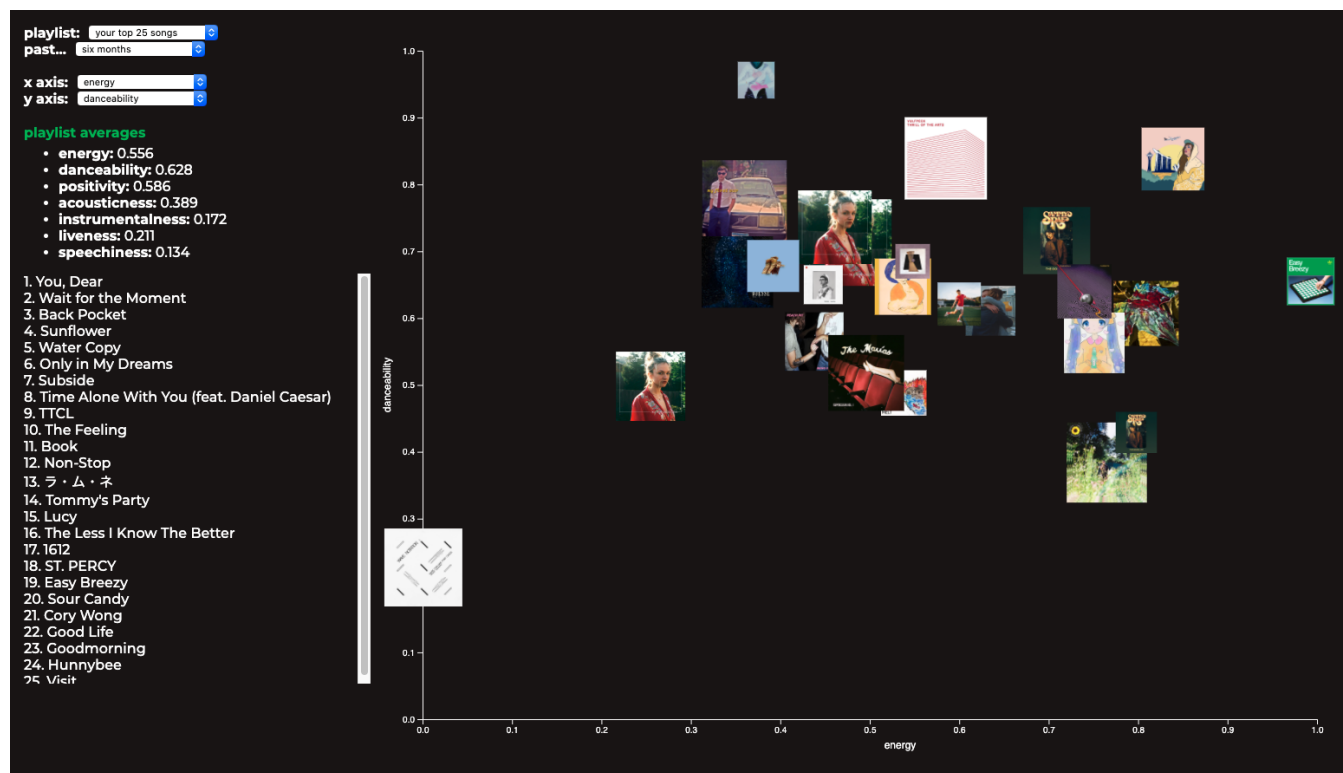 playlist: your top 25 songs
past... six months
x axis: energy
y axis: danceability
playlist averages
• energy: 0.556
• danceability: 0.628
• positivity: 0.586
• acousticness: 0.389
• instrumentalness: 0.172
• liveness: 0.211
• speechiness: 0.134
1. You, Dear
2. Wait for the Moment
3. Back Pocket
4. Sunflower
5. Water Copy
6. Only in My Dreams
7. Subside
8. Time Alone With You (feat. Daniel Caesar)
9. TTCL
10. The Feeling
11. Book
12. Non-Stop
13. ラ・ム・ネ
14. Tommy's Party
15. Lucy
16. The Less I Know The Better
17. 1612
18. ST. PERCY
19. Easy Breezy
20. Sour Candy
21. Cory Wong
22. Good Life
23. Goodmorning
24. Hunnybee
25. Visit
1.0
0.9
0.8
0.7
0.6
0.5
0.4
0.3
0.1
0.0
danceability
0.0 0.1 0.2 0.3 0.4 0.5 0.6 0.7 0.8 0.9 1.0
energy
VULFPECK
THRILL OF THE ARTS
Easy
Breezy
The Marías